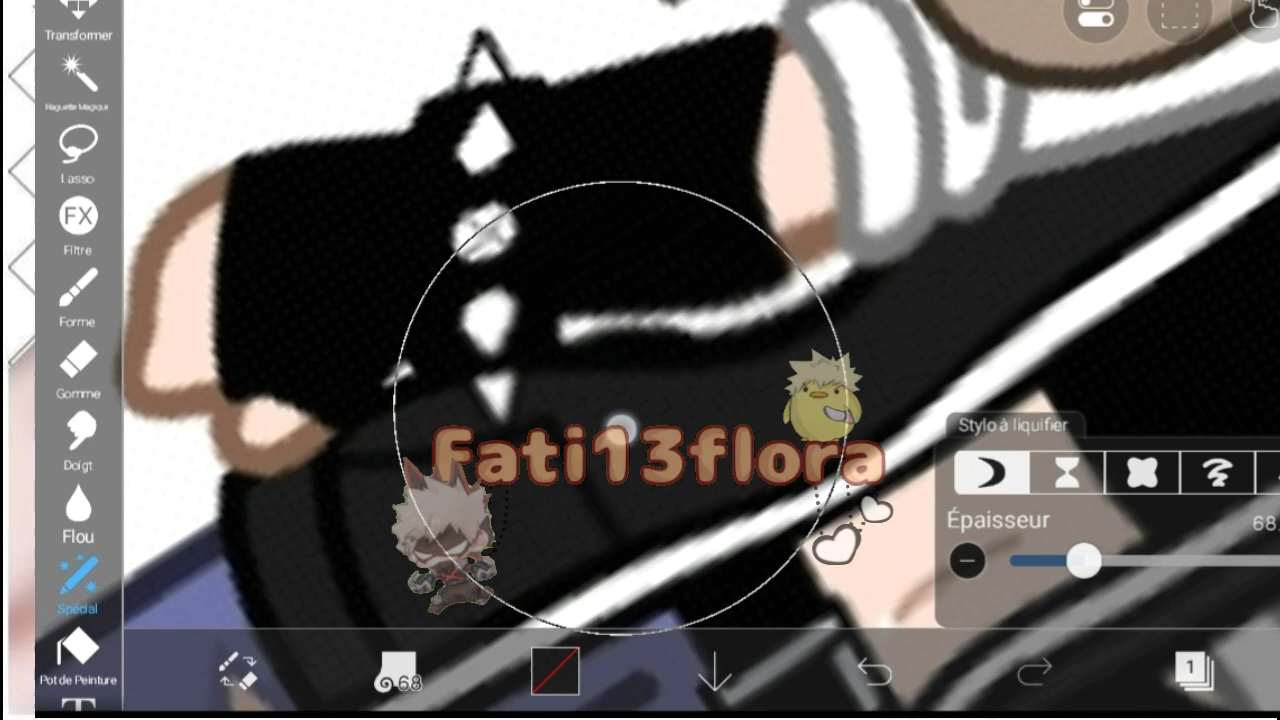 Transformer
Baguette Magique
Lasso
FX
Filtre
Forme
Gomme
Doigt
Flou
Spécial
Pot de Peinture
Fati13flora
Stylo à liquifier
Épaisseur
68.
68
1